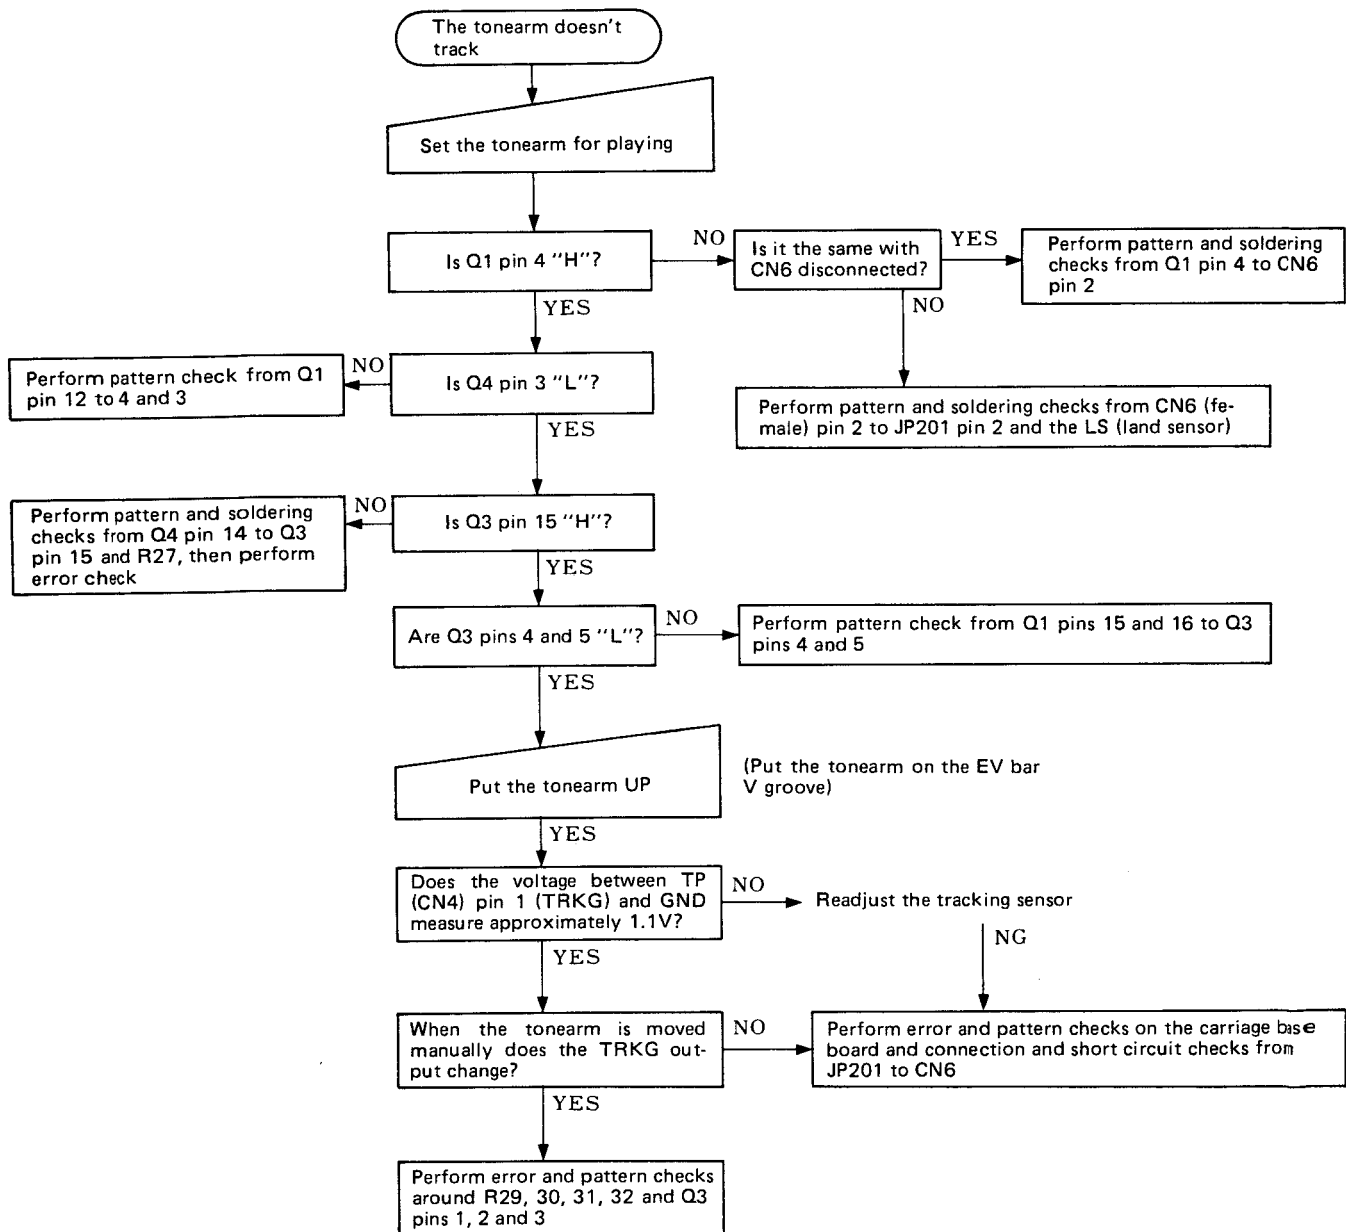 The tonearm doesn't
track
Set the tonearm for playing
Is Q1 pin 4 "H"?
NO
Is it the same with
CN6 disconnected?
YES
Perform pattern and soldering
checks from Q1 pin 4 to CN6
pin 2
YES
NO
Perform pattern check from Q1
pin 12 to 4 and 3
NO
Is Q4 pin 3 "L"?
Perform pattern and soldering checks from CN6 (fe-
male) pin 2 to JP201 pin 2 and the LS (land sensor)
YES
Perform pattern and soldering
checks from Q4 pin 14 to Q3
pin 15 and R27, then perform
error check
NO
Is Q3 pin 15 "H"?
YES
Are Q3 pins 4 and 5 "L"?
NO
Perform pattern check from Q1 pins 15 and 16 to Q3
pins 4 and 5
YES
Put the tonearm UP
(Put the tonearm on the EV bar
V groove)
YES
Does the voltage between TP
(CN4) pin 1 (TRKG) and GND
measure approximately 1.1V?
NO
Readjust the tracking sensor
YES
NG
When the tonearm is moved
manually does the TRKG out-
put change?
NO
Perform error and pattern checks on the carriage base
board and connection and short circuit checks from
JP201 to CN6
YES
Perform error and pattern checks
around R29, 30, 31, 32 and Q3
pins 1, 2 and 3